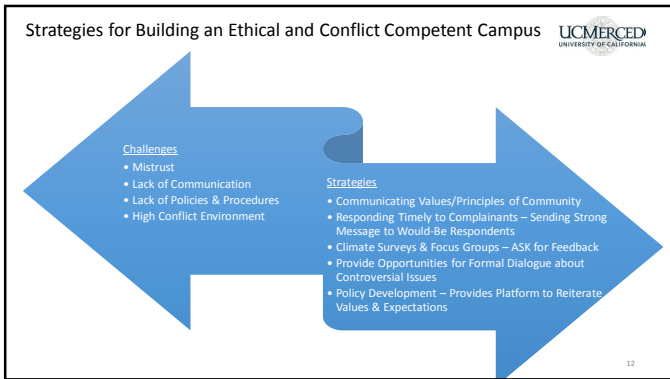 Strategies for Building an Ethical and Conflict Competent Campus
UCMERCED
UNIVERSITY OF CALIFORNIA
Challenges
• Mistrust
• Lack of Communication
• Lack of Policies & Procedures
• High Conflict Environment
Strategies
• Communicating Values/Principles of Community
• Responding Timely to Complainants – Sending Strong
Message to Would-Be Respondents
• Climate Surveys & Focus Groups – ASK for Feedback
• Provide Opportunities for Formal Dialogue about
Controversial Issues
• Policy Development – Provides Platform to Reiterate
Values & Expectations
12